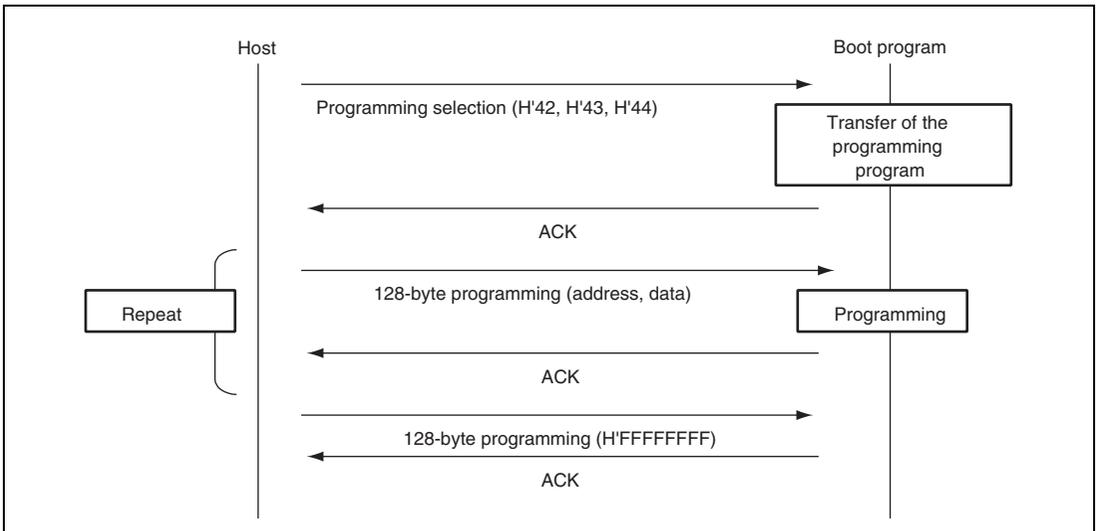 Host
Boot program
Programming selection (H'42, H'43, H'44)
Transfer of the
programming
program
ACK
128-byte programming (address, data)
Repeat
Programming
ACK
128-byte programming (H'FFFFFFFF)
ACK